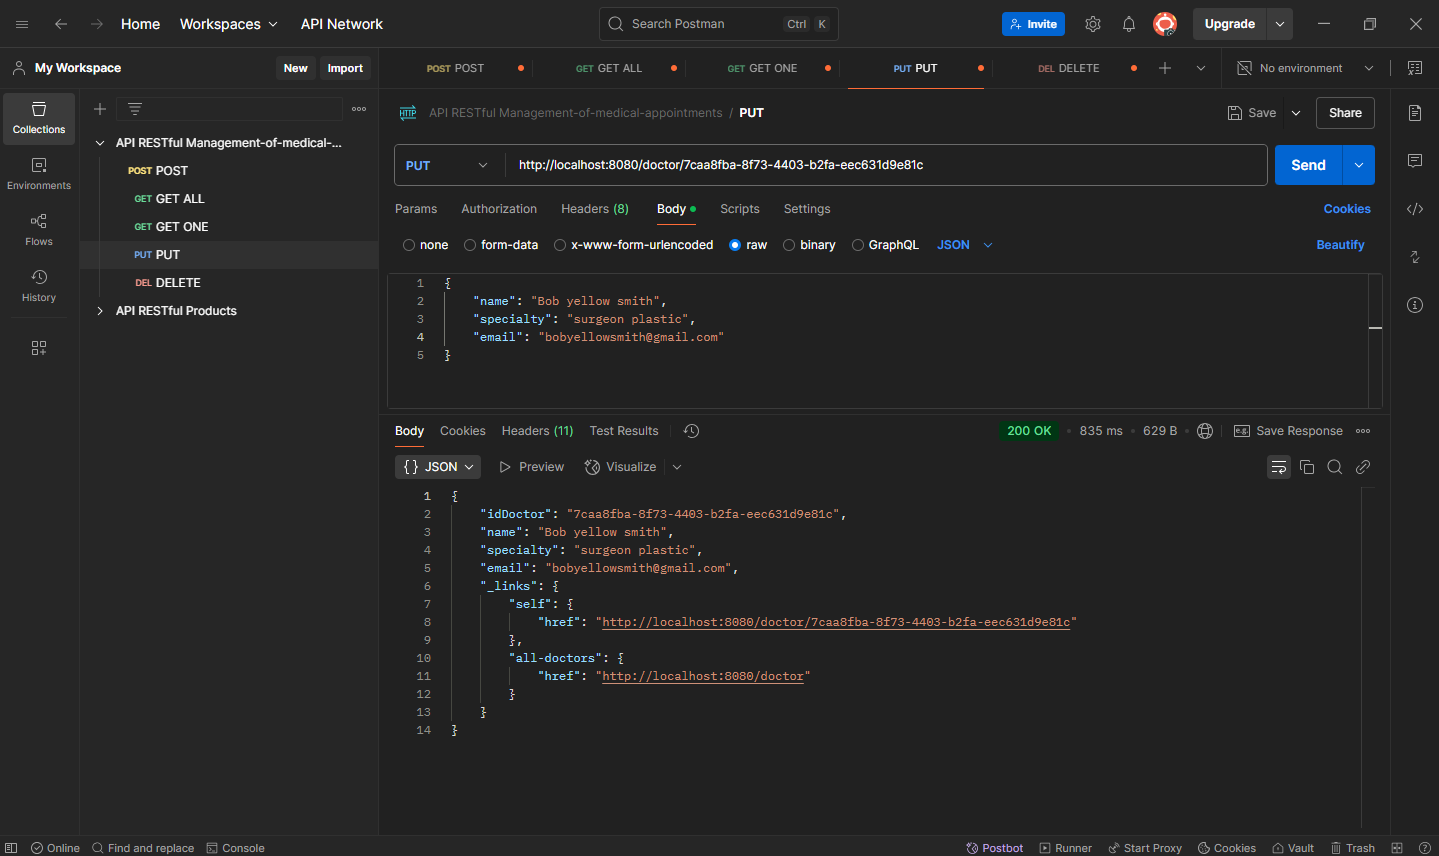 Home Workspaces API Network Search Postman Ctrl K Invite Upgrade
My Workspace New Import POST POST GET GET ALL GET GET ONE PUT PUT DEL DELETE No environment
Collections
Environments
Flows
History
API RESTful Management-of-medical-...
POST POST
GET GET ALL
GET GET ONE
PUT PUT
DEL DELETE
API RESTful Products
HTTP API RESTful Management-of-medical-appointments / PUT Save Share
PUT http://localhost:8080/doctor/7caa8fba-8f73-4403-b2fa-eec631d9e81c Send
Params Authorization Headers (8) Body Scripts Settings Cookies
none form-data x-www-form-urlencoded raw binary GraphQL JSON Beautify
1 {
2 "name": "Bob yellow smith",
3 "specialty": "surgeon plastic",
4 "email": "bobyellowsmith@gmail.com"
5 }
Body Cookies Headers (11) Test Results 200 OK • 835 ms • 629 B • e.g. Save Response
{} JSON Preview Visualize
1 {
2 "idDoctor": "7caa8fba-8f73-4403-b2fa-eec631d9e81c",
3 "name": "Bob yellow smith",
4 "specialty": "surgeon plastic",
5 "email": "bobyellowsmith@gmail.com",
6 "_links": {
7 "self": {
8 "href": "http://localhost:8080/doctor/7caa8fba-8f73-4403-b2fa-eec631d9e81c"
9 },
10 "all-doctors": {
11 "href": "http://localhost:8080/doctor"
12 }
13 }
14 }
Online Find and replace Console Postbot Runner Start Proxy Cookies Vault Trash